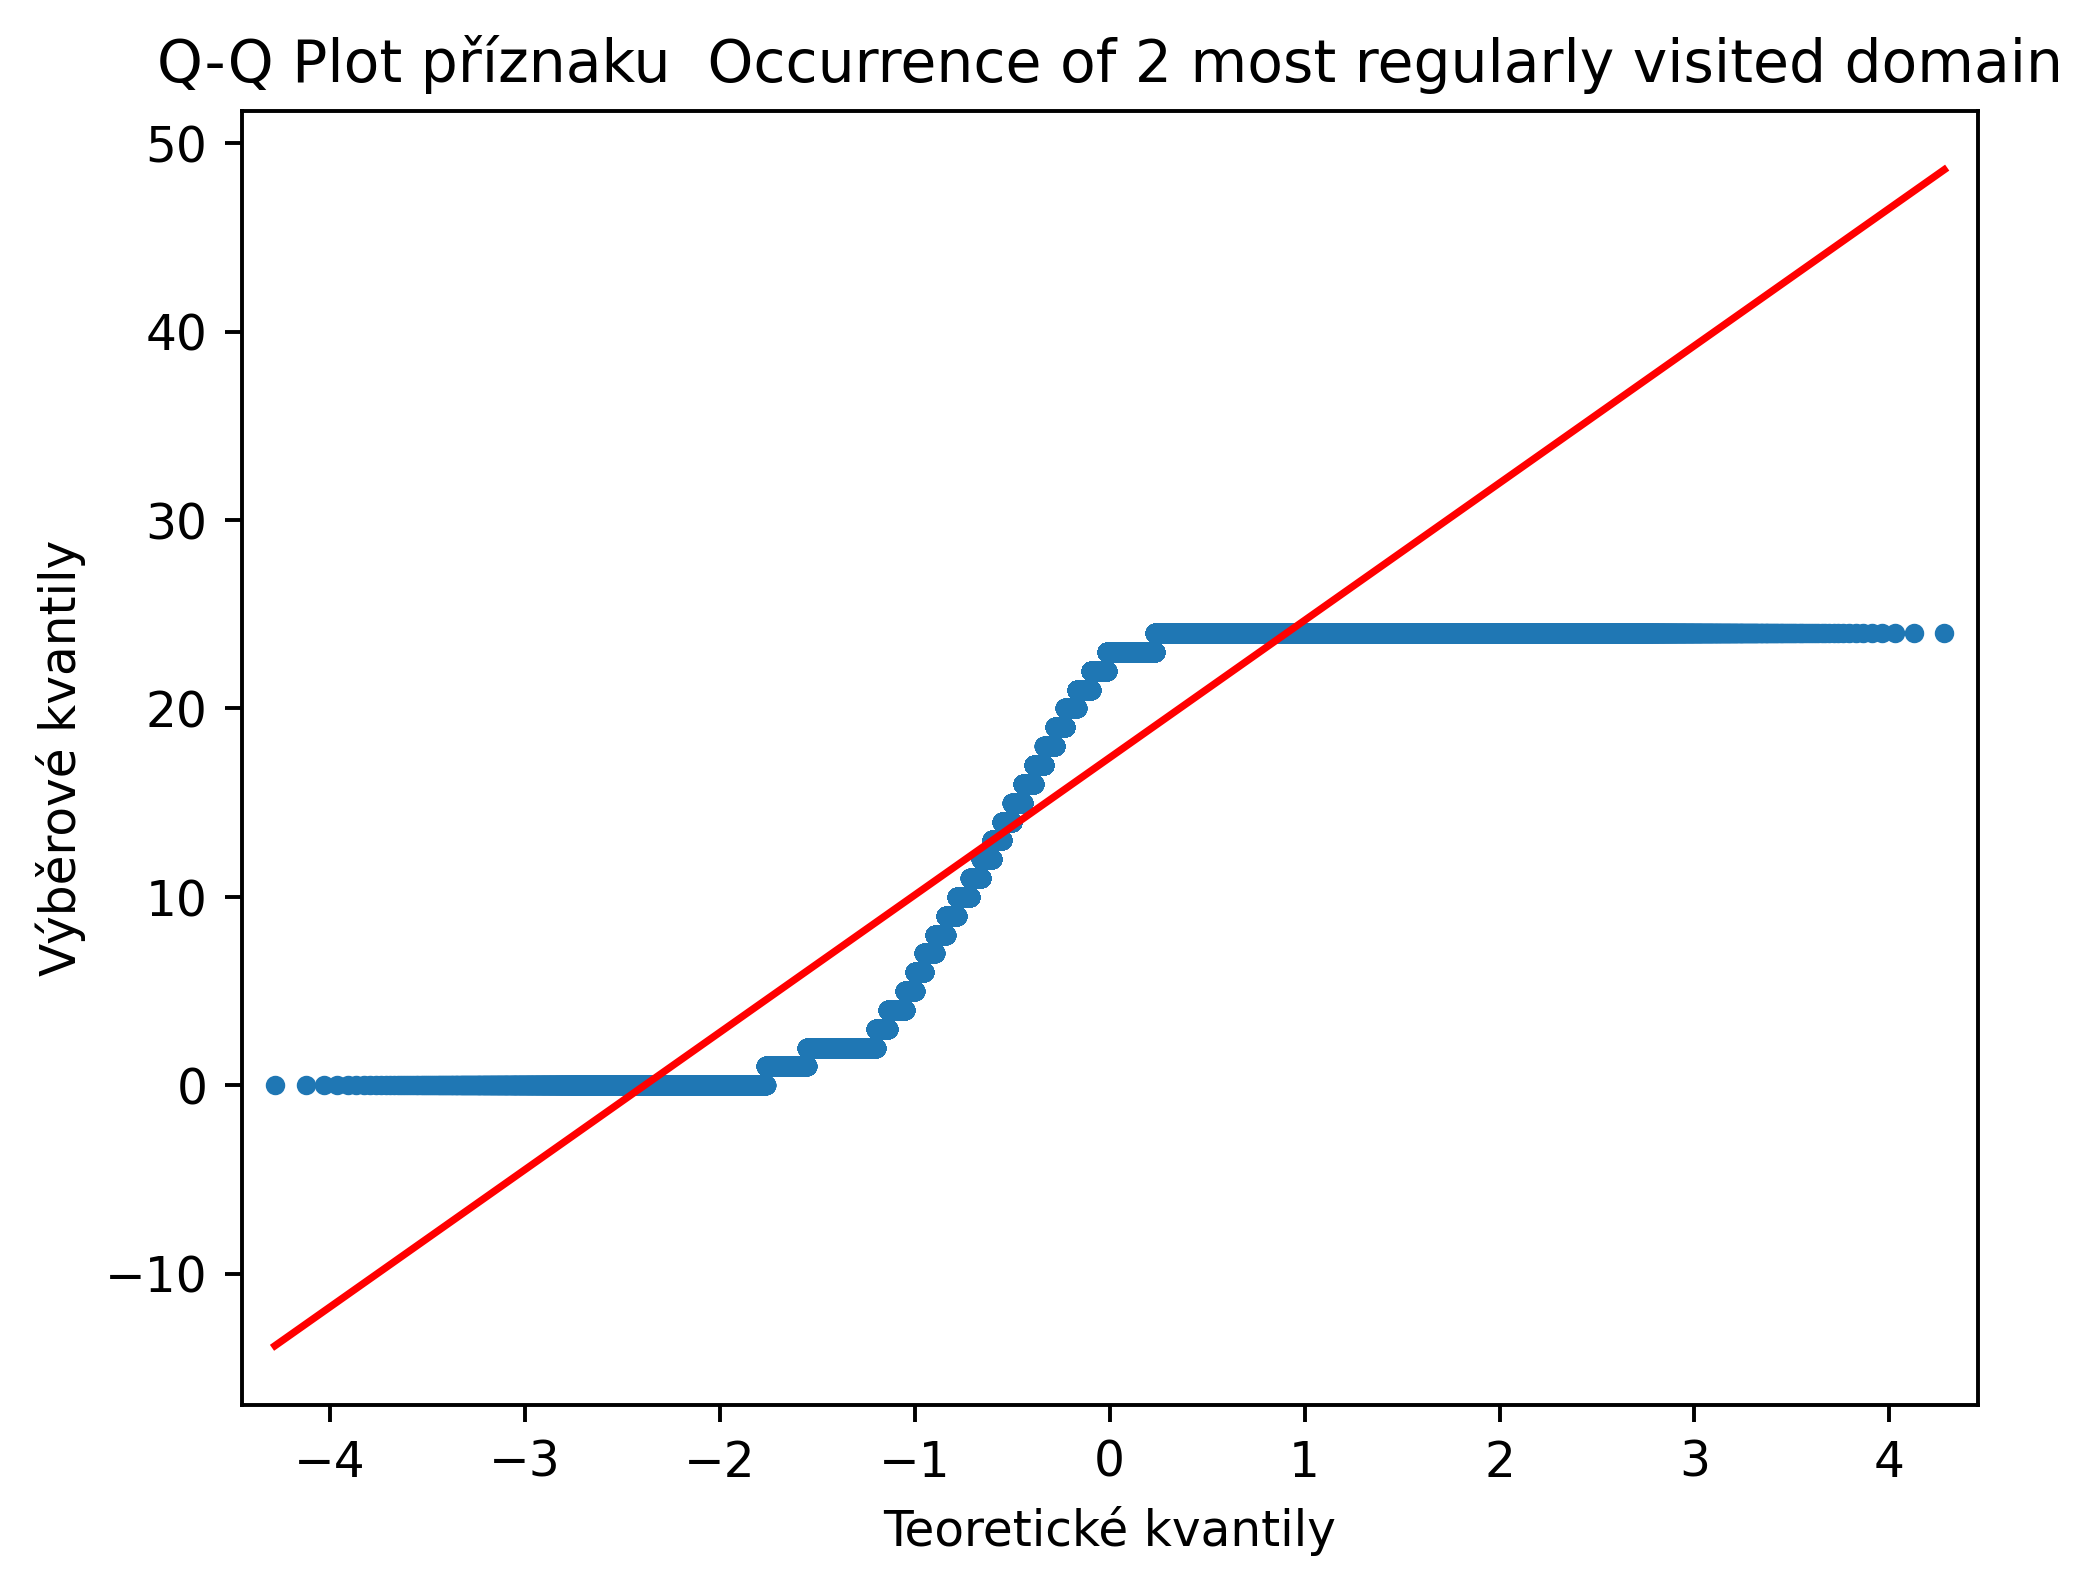 Q-Q Plot příznaku  Occurrence of 2 most regularly visited domain
50
40
30
20
10
0
−10
Výběrové kvantily
−4 −3 −2 −1 0 1 2 3 4
Teoretické kvantily